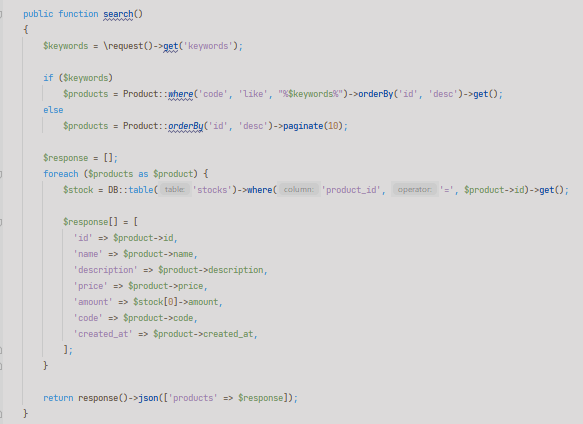 public function search()
{
    $keywords = \request()->get('keywords');

    if ($keywords)
        $products = Product::where('code', 'like', "%$keywords%")->orderBy('id', 'desc')->get();
    else
        $products = Product::orderBy('id', 'desc')->paginate(10);

    $response = [];
    foreach ($products as $product) {
        $stock = DB::table( table: 'stocks')->where( column: 'product_id', operator: '=', $product->id)->get();

        $response[] = [
          'id' => $product->id,
          'name' => $product->name,
          'description' => $product->description,
          'price' => $product->price,
          'amount' => $stock[0]->amount,
          'code' => $product->code,
          'created_at' => $product->created_at,
        ];
    }

    return response()->json(['products' => $response]);
}